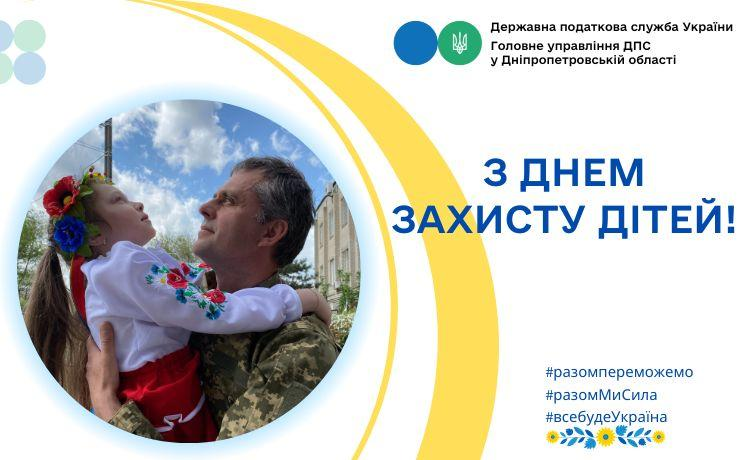 Державна податкова служба України
Головне управління ДПС
у Дніпропетровській області
З ДНЕМ
ЗАХИСТУ ДІТЕЙ!
#разомпереможемо
#разомМиСила
#всебудеУкраїна